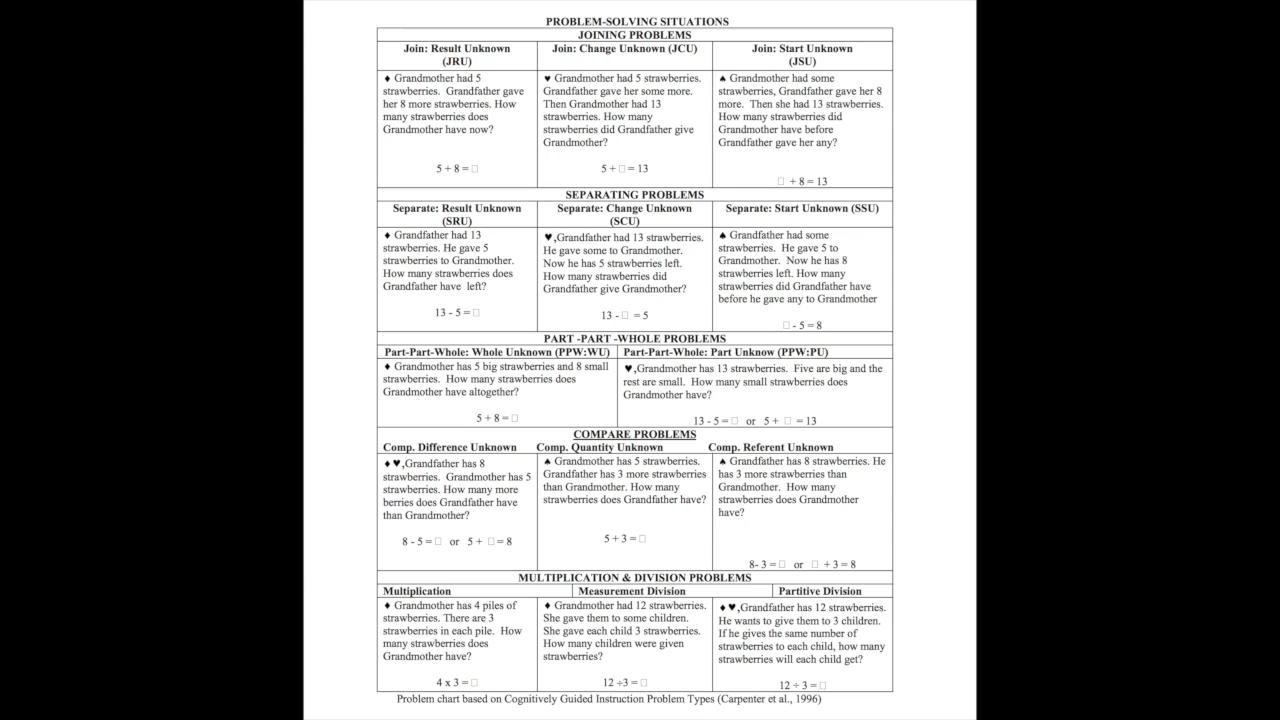 PROBLEM-SOLVING SITUATIONS
JOINING PROBLEMS
Join: Result Unknown
(JRU)
♦ Grandmother had 5
strawberries. Grandfather gave
her 8 more strawberries. How
many strawberries does
Grandmother have now?
5 + 8 = □
Join: Change Unknown (JCU)
♥ Grandmother had 5 strawberries.
Grandfather gave her some more.
Then Grandmother had 13
strawberries. How many
strawberries did Grandfather give
Grandmother?
5 + □ = 13
Join: Start Unknown
(JSU)
♠ Grandmother had some
strawberries, Grandfather gave her 8
more. Then she had 13 strawberries.
How many strawberries did
Grandmother have before
Grandfather gave her any?
□ + 8 = 13
SEPARATING PROBLEMS
Separate: Result Unknown
(SRU)
♦ Grandfather had 13
strawberries. He gave 5
strawberries to Grandmother.
How many strawberries does
Grandfather have left?
13 - 5 = □
Separate: Change Unknown
(SCU)
♥,Grandfather had 13 strawberries.
He gave some to Grandmother.
Now he has 5 strawberries left.
How many strawberries did
Grandfather give Grandmother?
13 - □ = 5
Separate: Start Unknown (SSU)
♠ Grandfather had some
strawberries. He gave 5 to
Grandmother. Now he has 8
strawberries left. How many
strawberries did Grandfather have
before he gave any to Grandmother
□ - 5 = 8
PART -PART -WHOLE PROBLEMS
Part-Part-Whole: Whole Unknown (PPW:WU)
♦ Grandmother has 5 big strawberries and 8 small
strawberries. How many strawberries does
Grandmother have altogether?
5 + 8 = □
Part-Part-Whole: Part Unknow (PPW:PU)
♥,Grandmother has 13 strawberries. Five are big and the
rest are small. How many small strawberries does
Grandmother have?
13 - 5 = □ or 5 + □ = 13
COMPARE PROBLEMS
Comp. Difference Unknown
♦ ♥,Grandfather has 8
strawberries. Grandmother has 5
strawberries. How many more
berries does Grandfather have
than Grandmother?
8 - 5 = □ or 5 + □ = 8
Comp. Quantity Unknown
♠ Grandmother has 5 strawberries.
Grandfather has 3 more strawberries
than Grandmother. How many
strawberries does Grandfather have?
5 + 3 = □
Comp. Referent Unknown
♠ Grandfather has 8 strawberries. He
has 3 more strawberries than
Grandmother. How many
strawberries does Grandmother
have?
8- 3 = □ or □ + 3 = 8
MULTIPLICATION & DIVISION PROBLEMS
Multiplication
♦ Grandmother has 4 piles of
strawberries. There are 3
strawberries in each pile. How
many strawberries does
Grandmother have?
4 x 3 = □
Measurement Division
♦ Grandmother had 12 strawberries.
She gave them to some children.
She gave each child 3 strawberries.
How many children were given
strawberries?
12 ÷3 = □
Partitive Division
♦ ♥,Grandfather has 12 strawberries.
He wants to give them to 3 children.
If he gives the same number of
strawberries to each child, how many
strawberries will each child get?
12 ÷ 3 = □
Problem chart based on Cognitively Guided Instruction Problem Types (Carpenter et al., 1996)